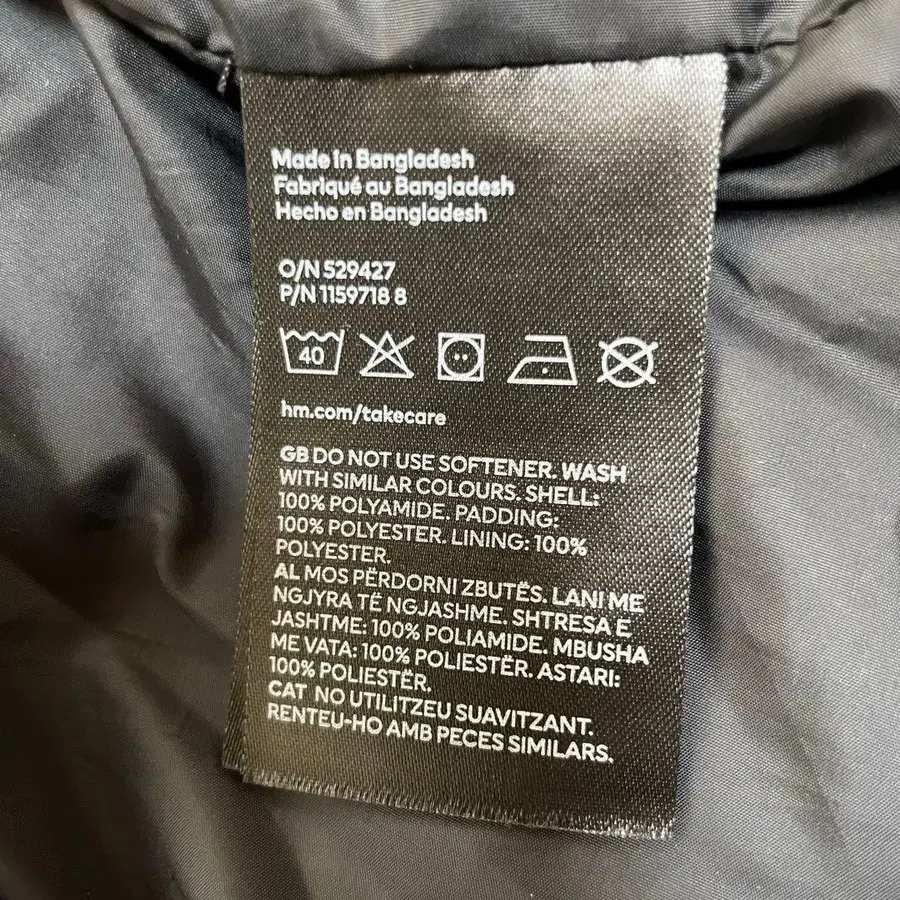 Made in Bangladesh
Fabriqué au Bangladesh
Hecho en Bangladesh
O/N 529427
P/N 1159718 8
40
hm.com/takecare
GB DO NOT USE SOFTENER. WASH
WITH SIMILAR COLOURS. SHELL:
100% POLYAMIDE. PADDING:
100% POLYESTER. LINING: 100%
POLYESTER.
AL MOS PËRDORNI ZBUTËS. LANI ME
NGJYRA TË NGJASHME. SHTRESA E
JASHTME: 100% POLIAMIDE. MBUSHA
ME VATA: 100% POLIESTËR. ASTARI:
100% POLIESTËR.
CAT NO UTILITZEU SUAVITZANT.
RENTEU-HO AMB PECES SIMILARS.